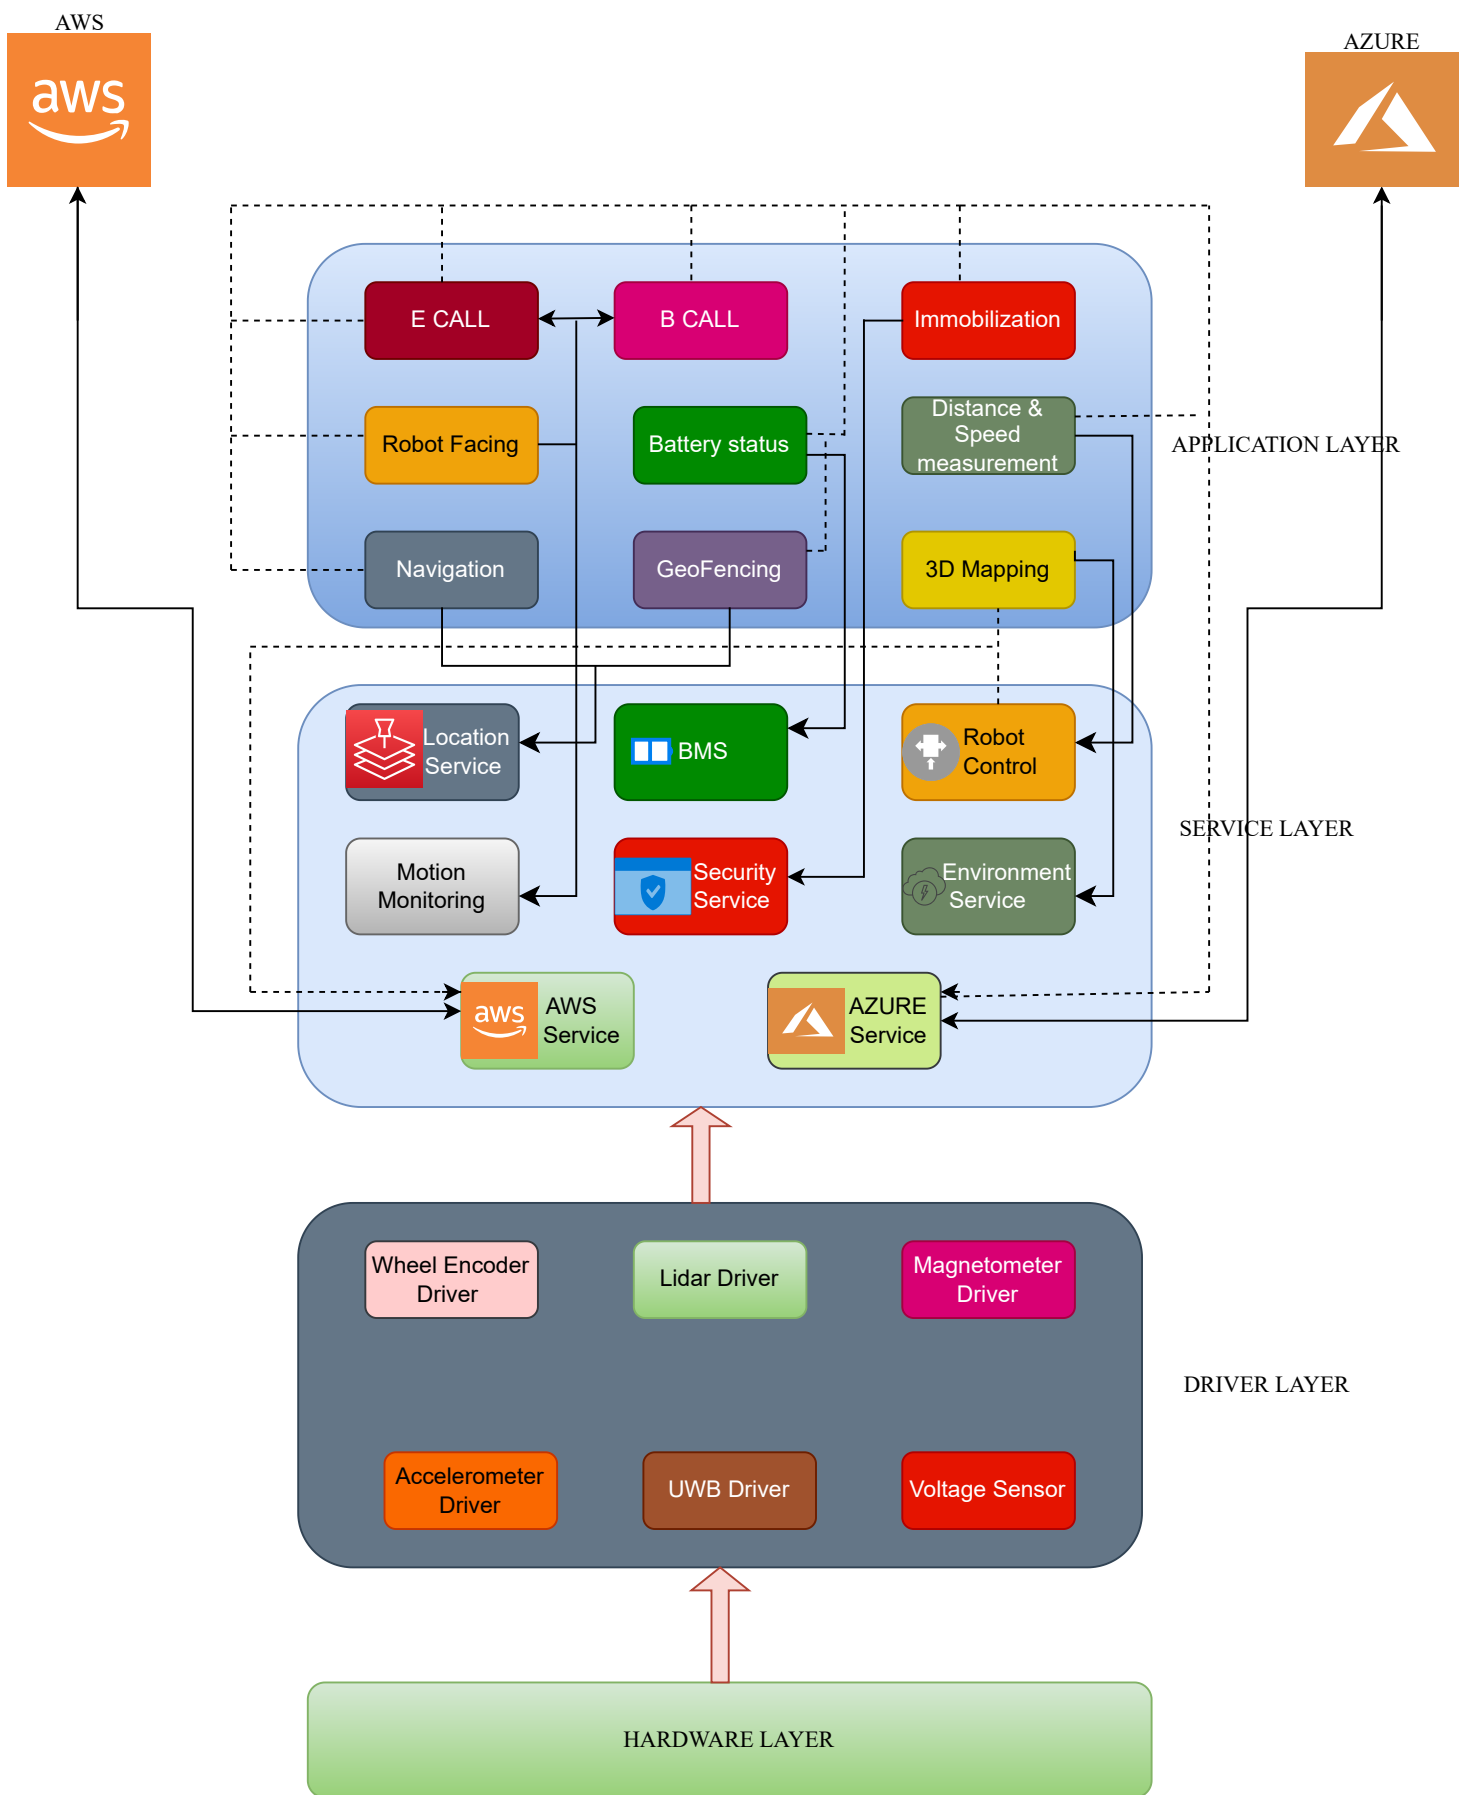 AWS
aws
AZURE
E CALL
B CALL
Immobilization
Robot Facing
Battery status
Distance &
Speed
measurement
APPLICATION LAYER
Navigation
GeoFencing
3D Mapping
Location
Service
BMS
Robot
Control
SERVICE LAYER
Motion
Monitoring
Security
Service
Environment
Service
aws
AWS
Service
AZURE
Service
Wheel Encoder
Driver
Lidar Driver
Magnetometer
Driver
DRIVER LAYER
Accelerometer
Driver
UWB Driver
Voltage Sensor
HARDWARE LAYER